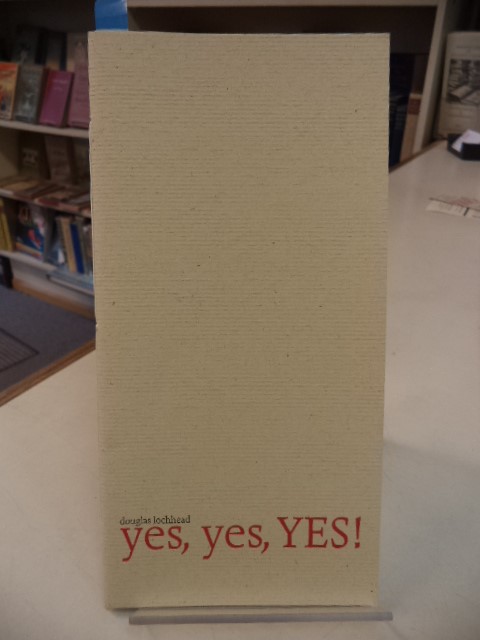 douglas lochhead
yes, yes, YES!